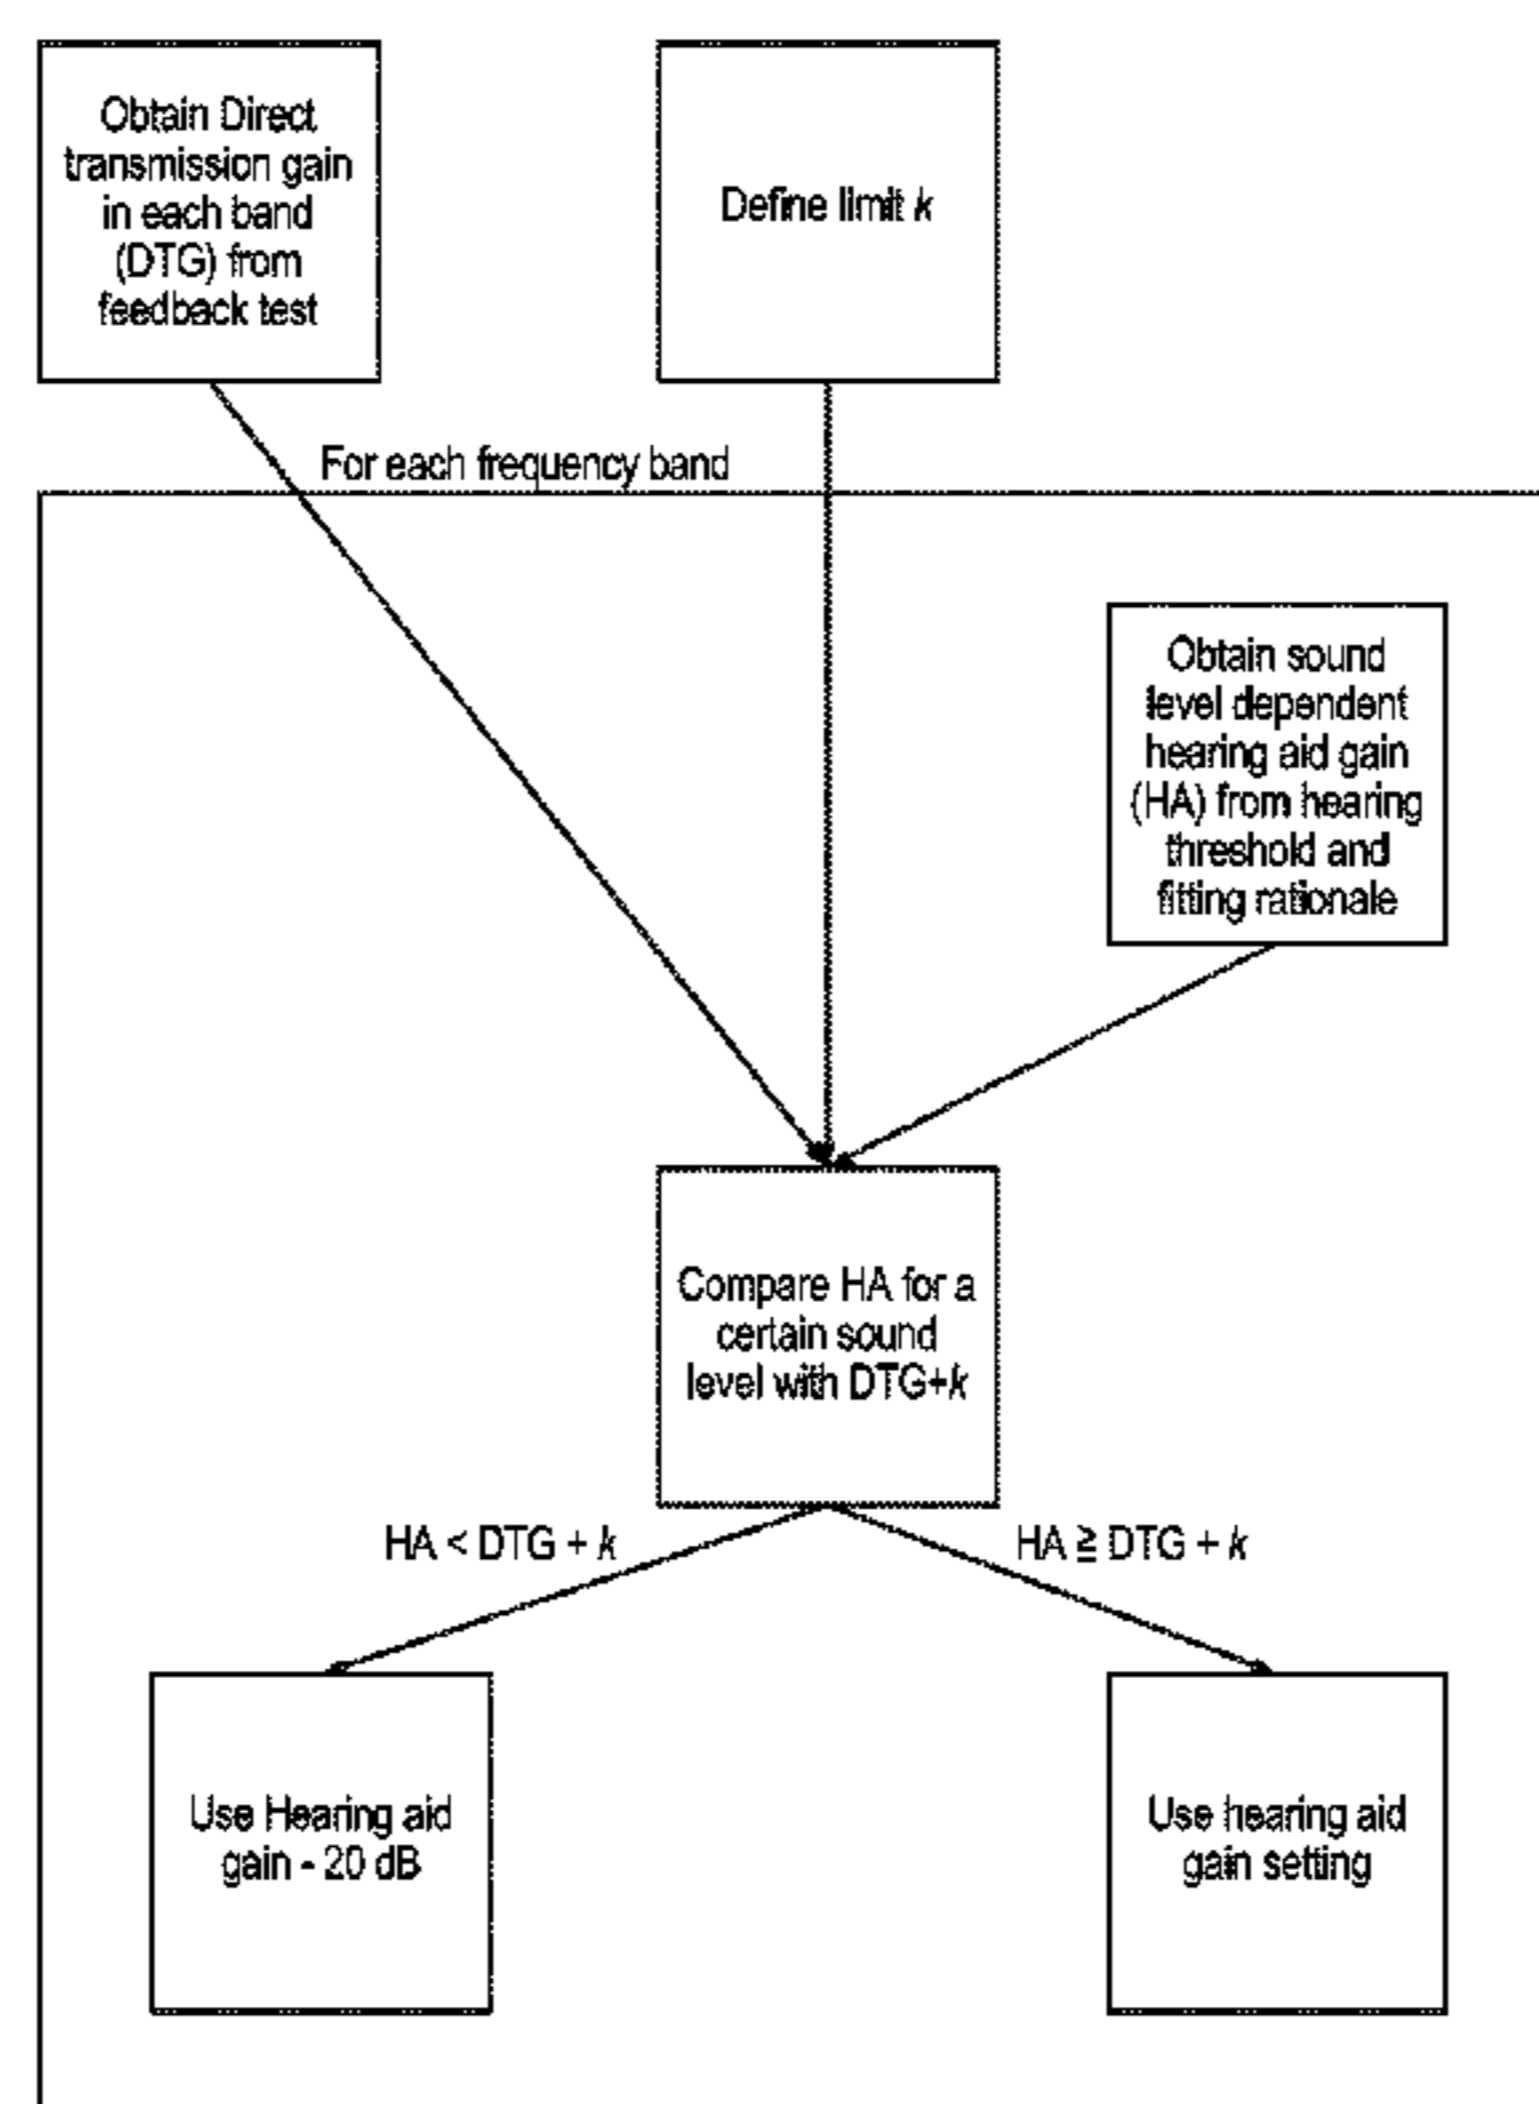 Obtain Direct
transmission gain
in each band
(DTG) from
feedback test
Define limit k
For each frequency band
Obtain sound
level dependent
hearing aid gain
(HA) from hearing
threshold and
fitting rationale
Compare HA for a
certain sound
level with DTG+k
HA < DTG + k
HA ≧ DTG + k
Use Hearing aid
gain - 20 dB
Use hearing aid
gain setting